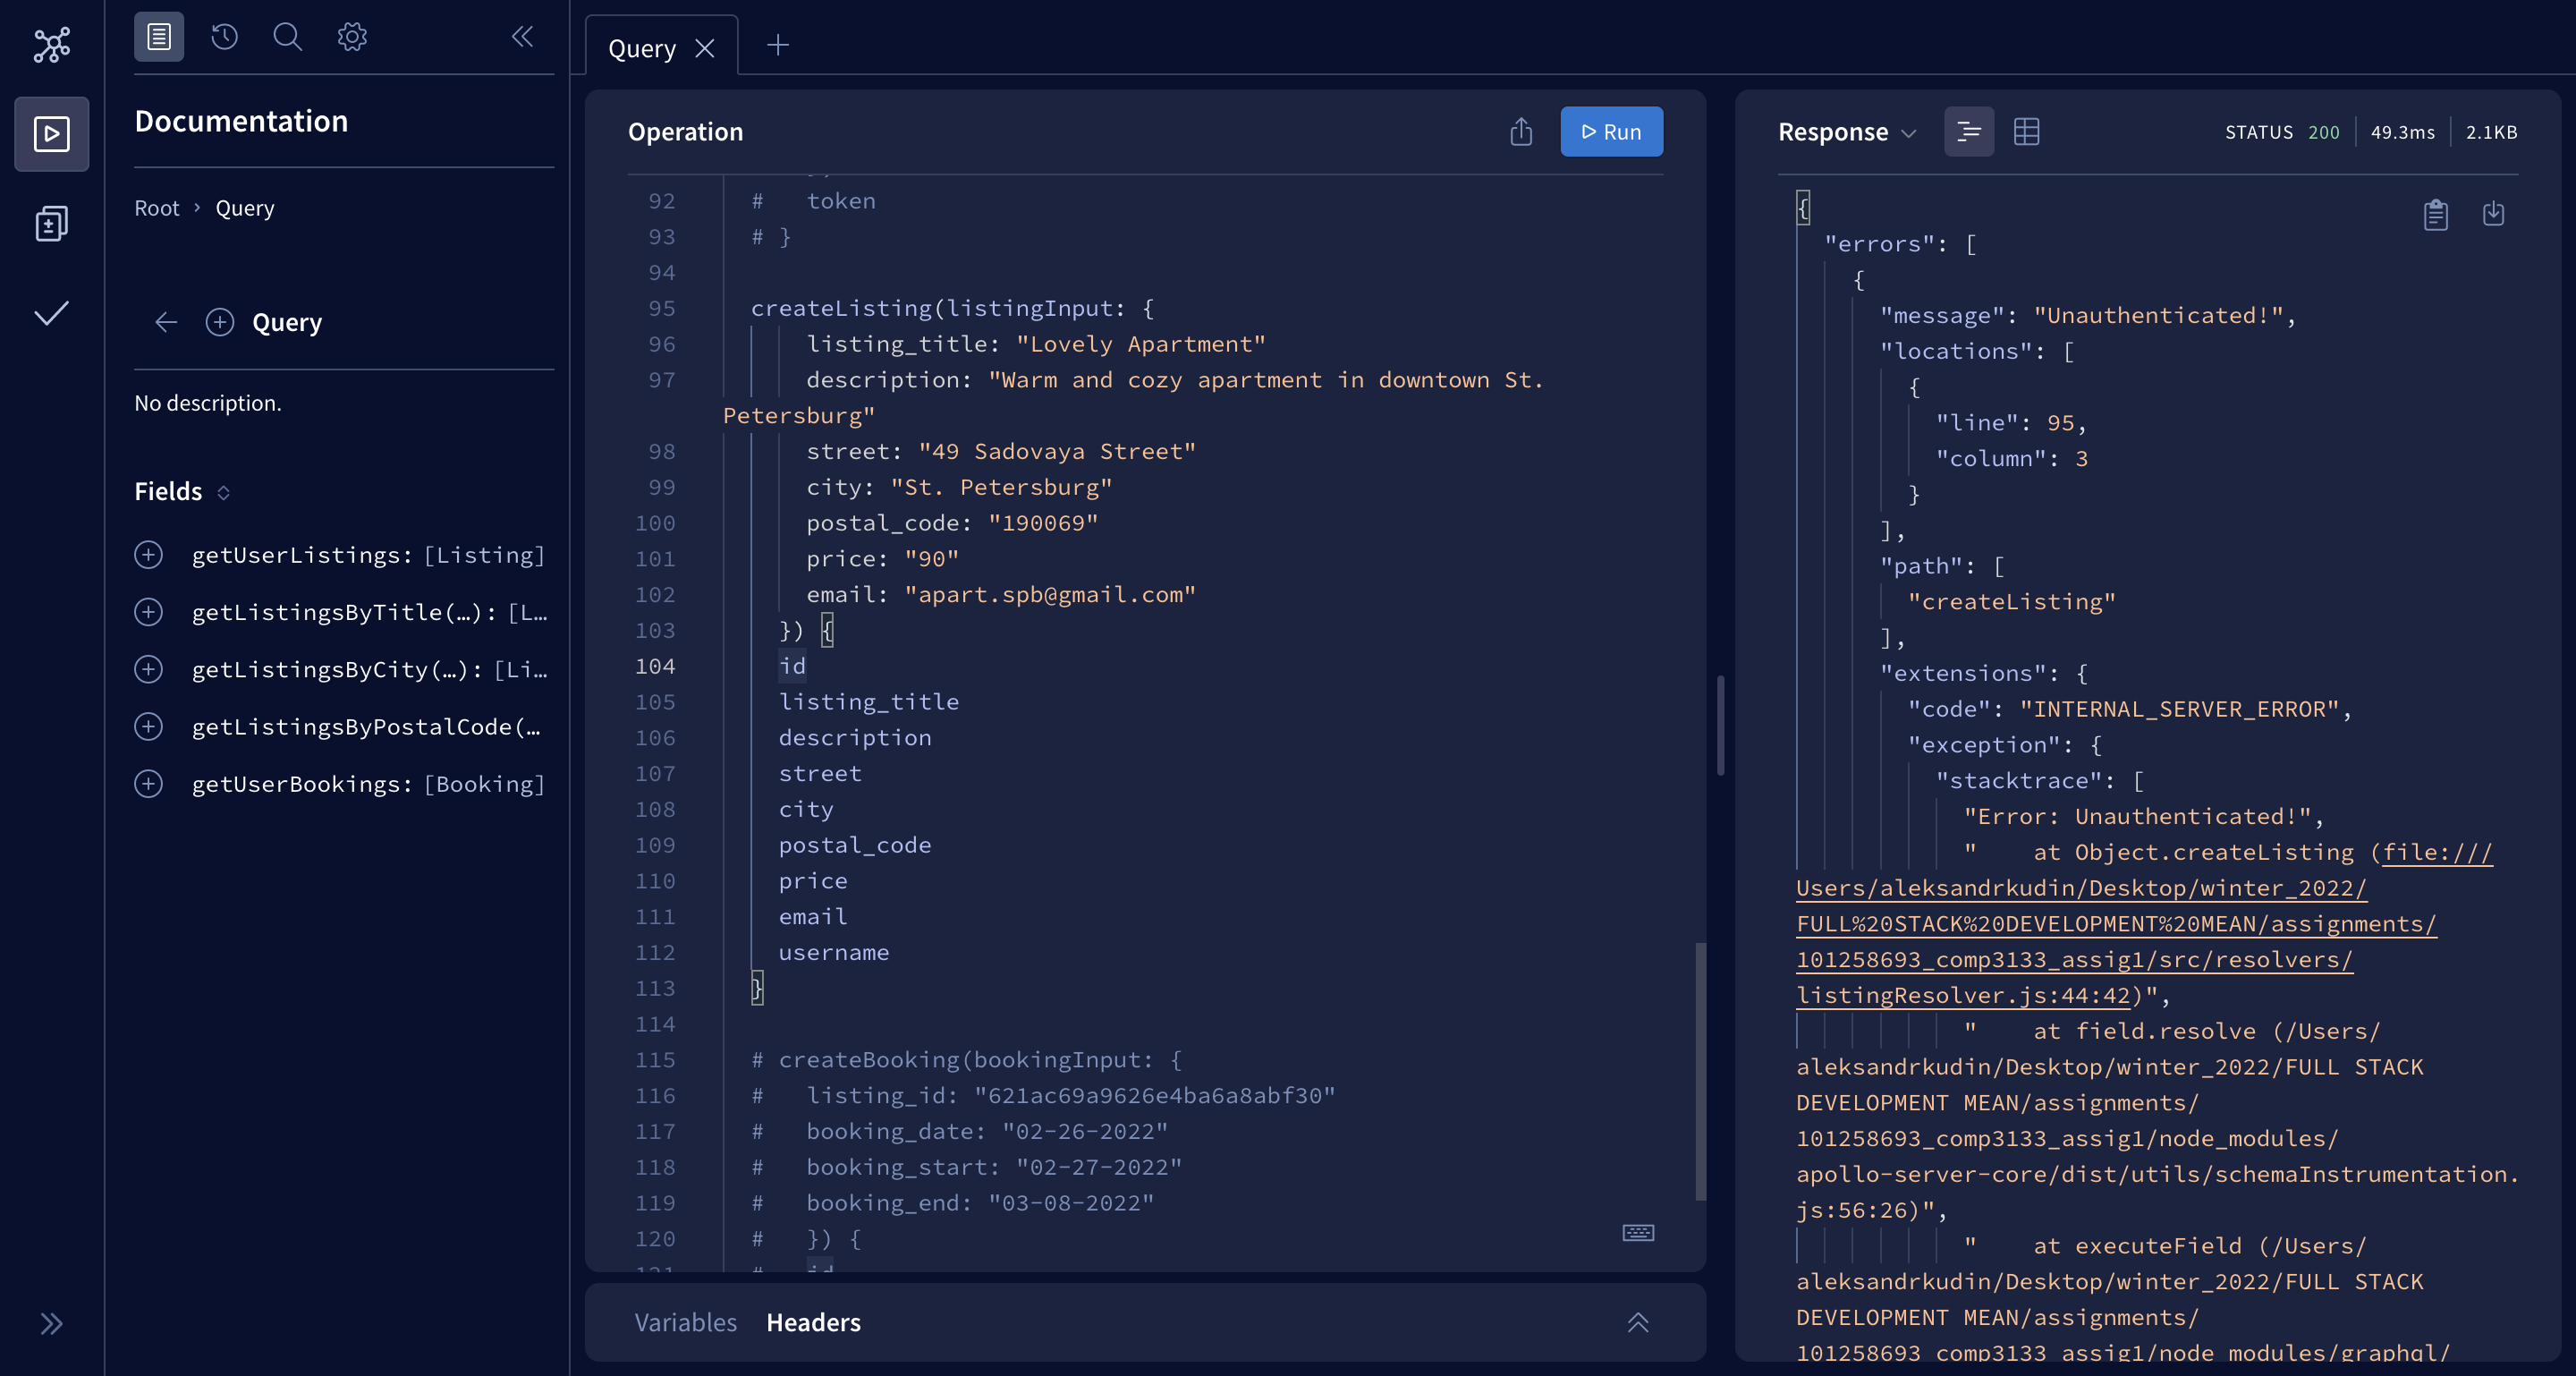 Documentation
Root › Query
Query
No description.
Fields
getUserListings: [Listing]
getListingsByTitle(…): [L…
getListingsByCity(…): [Li…
getListingsByPostalCode(…
getUserBookings: [Booking]
Query
Operation
Run
92 #   token
93 # }
94
95 createListing(listingInput: {
96     listing_title: "Lovely Apartment"
97     description: "Warm and cozy apartment in downtown St.
Petersburg"
98     street: "49 Sadovaya Street"
99     city: "St. Petersburg"
100     postal_code: "190069"
101     price: "90"
102     email: "apart.spb@gmail.com"
103   }) {
104   id
105   listing_title
106   description
107   street
108   city
109   postal_code
110   price
111   email
112   username
113 }
114
115 # createBooking(bookingInput: {
116 #   listing_id: "621ac69a9626e4ba6a8abf30"
117 #   booking_date: "02-26-2022"
118 #   booking_start: "02-27-2022"
119 #   booking_end: "03-08-2022"
120 #   }) {
121 #   id
Variables Headers
Response STATUS 200 49.3ms 2.1KB
{
"errors": [
{
"message": "Unauthenticated!",
"locations": [
{
"line": 95,
"column": 3
}
],
"path": [
"createListing"
],
"extensions": {
"code": "INTERNAL_SERVER_ERROR",
"exception": {
"stacktrace": [
"Error: Unauthenticated!",
"    at Object.createListing (file:///
Users/aleksandrkudin/Desktop/winter_2022/
FULL%20STACK%20DEVELOPMENT%20MEAN/assignments/
101258693_comp3133_assig1/src/resolvers/
listingResolver.js:44:42)",
"    at field.resolve (/Users/
aleksandrkudin/Desktop/winter_2022/FULL STACK
DEVELOPMENT MEAN/assignments/
101258693_comp3133_assig1/node_modules/
apollo-server-core/dist/utils/schemaInstrumentation.
js:56:26)",
"    at executeField (/Users/
aleksandrkudin/Desktop/winter_2022/FULL STACK
DEVELOPMENT MEAN/assignments/
101258693_comp3133_assig1/node_modules/graphql/